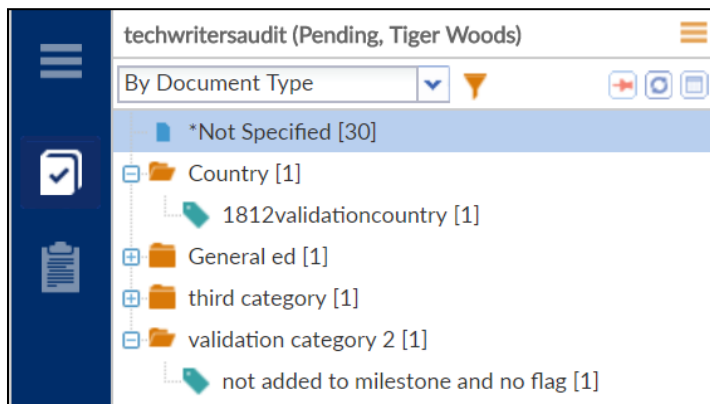 techwritersaudit (Pending, Tiger Woods)
By Document Type
*Not Specified [30]
Country [1]
1812validationcountry [1]
General ed [1]
third category [1]
validation category 2 [1]
not added to milestone and no flag [1]